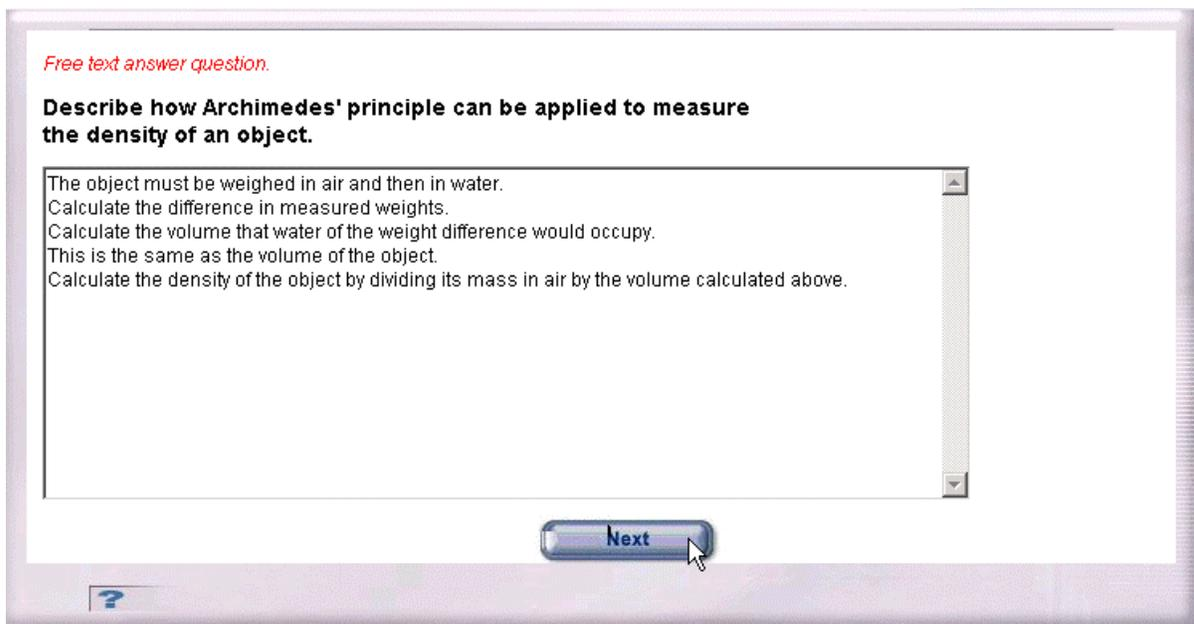 Free text answer question.
Describe how Archimedes' principle can be applied to measure
the density of an object.
The object must be weighed in air and then in water.
Calculate the difference in measured weights.
Calculate the volume that water of the weight difference would occupy.
This is the same as the volume of the object.
Calculate the density of the object by dividing its mass in air by the volume calculated above.
Next
?